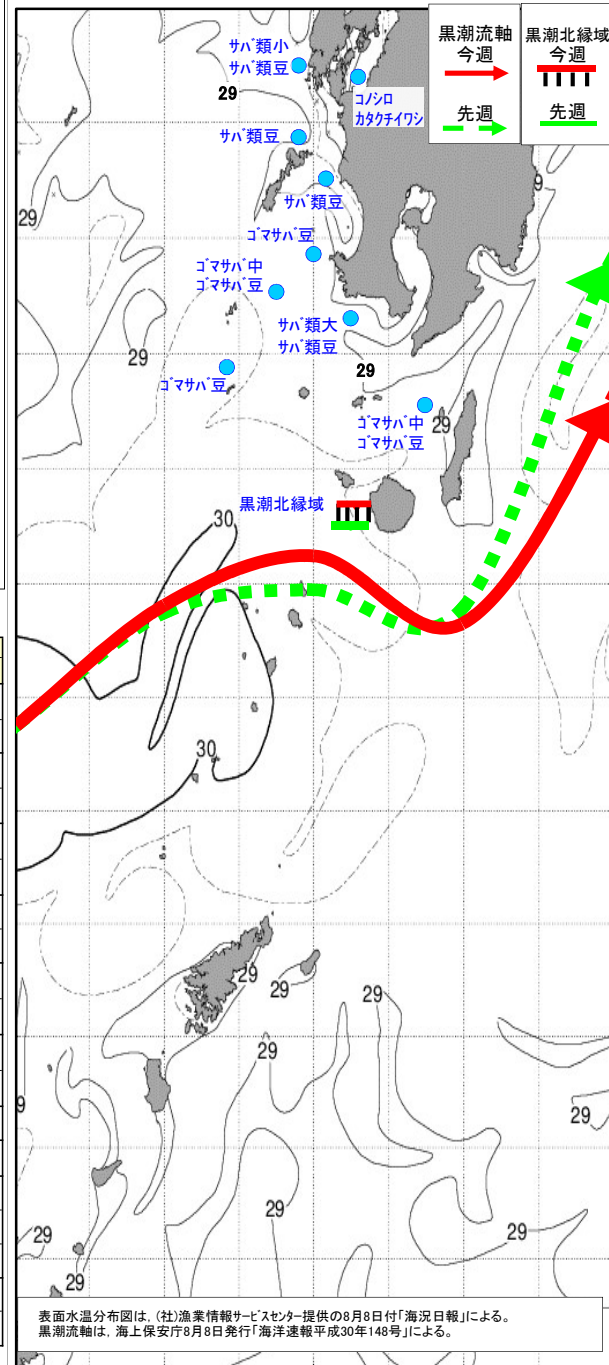 黒潮流軸
今週
先週
黒潮北縁域
今週
先週
サバ類小
サバ類豆
29
コノシロ
カタクチイワシ
サバ類豆
サバ類豆
9
29
ゴマサバ豆
ゴマサバ中
ゴマサバ豆
サバ類大
サバ類豆
29
29
ゴマサバ豆
ゴマサバ中
ゴマサバ豆
29
黒潮北縁域
30
30
29
29
29
29
9
29
29
29
29
29
表面水温分布図は，(社)漁業情報サービスセンター提供の8月8日付「海況日報」による。
黒潮流軸は，海上保安庁8月8日発行「海洋速報平成30年148号」による。